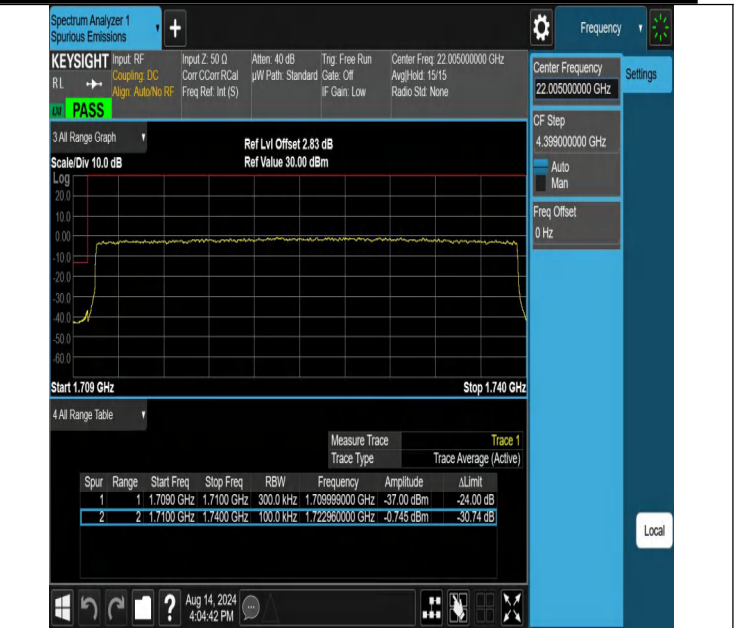 Spectrum Analyzer 1
Spurious Emissions
Frequency
KEYSIGHT
RL
PASS
Input: RF
Coupling: DC
Align: Auto/No RF
Input Z: 50 Ω
Corr CCorr RCal
Freq Ref: Int (S)
Atten: 40 dB
µW Path: Standard
Trig: Free Run
Gate: Off
IF Gain: Low
Center Freq: 22.005000000 GHz
Avg|Hold: 15/15
Radio Std: None
Center Frequency
22.005000000 GHz
Settings
CF Step
4.399000000 GHz
Auto
Man
Freq Offset
0 Hz
3 All Range Graph
Ref Lvl Offset 2.83 dB
Scale/Div 10.0 dB
Ref Value 30.00 dBm
Log
20.0
10.0
0.00
-10.0
-20.0
-30.0
-40.0
-50.0
-60.0
Start 1.709 GHz
Stop 1.740 GHz
4 All Range Table
Measure Trace Trace 1
Trace Type Trace Average (Active)
Spur Range Start Freq Stop Freq RBW Frequency Amplitude ΔLimit
1 1 1.7090 GHz 1.7100 GHz 300.0 kHz 1.709999000 GHz -37.00 dBm -24.00 dB
2 2 1.7100 GHz 1.7400 GHz 100.0 kHz 1.722960000 GHz -0.745 dBm -30.74 dB
Local
?
Aug 14, 2024
4:04:42 PM